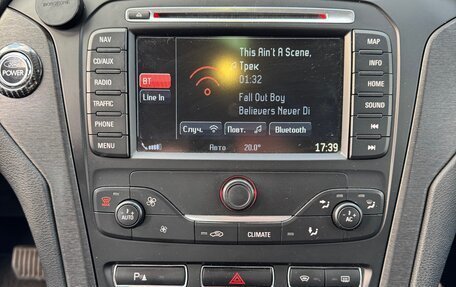 NAV
CD/AUX
RADIO
TRAFFIC
PHONE
MENU
POWER
BT
Line In
This Ain't A Scene,
Трек
01:32
Fall Out Boy
Believers Never Di
Случ.
Повт.
Bluetooth
Авто
20.0°
17:39
MAP
INFO
HOME
SOUND
AUTO
CLIMATE
AC
P